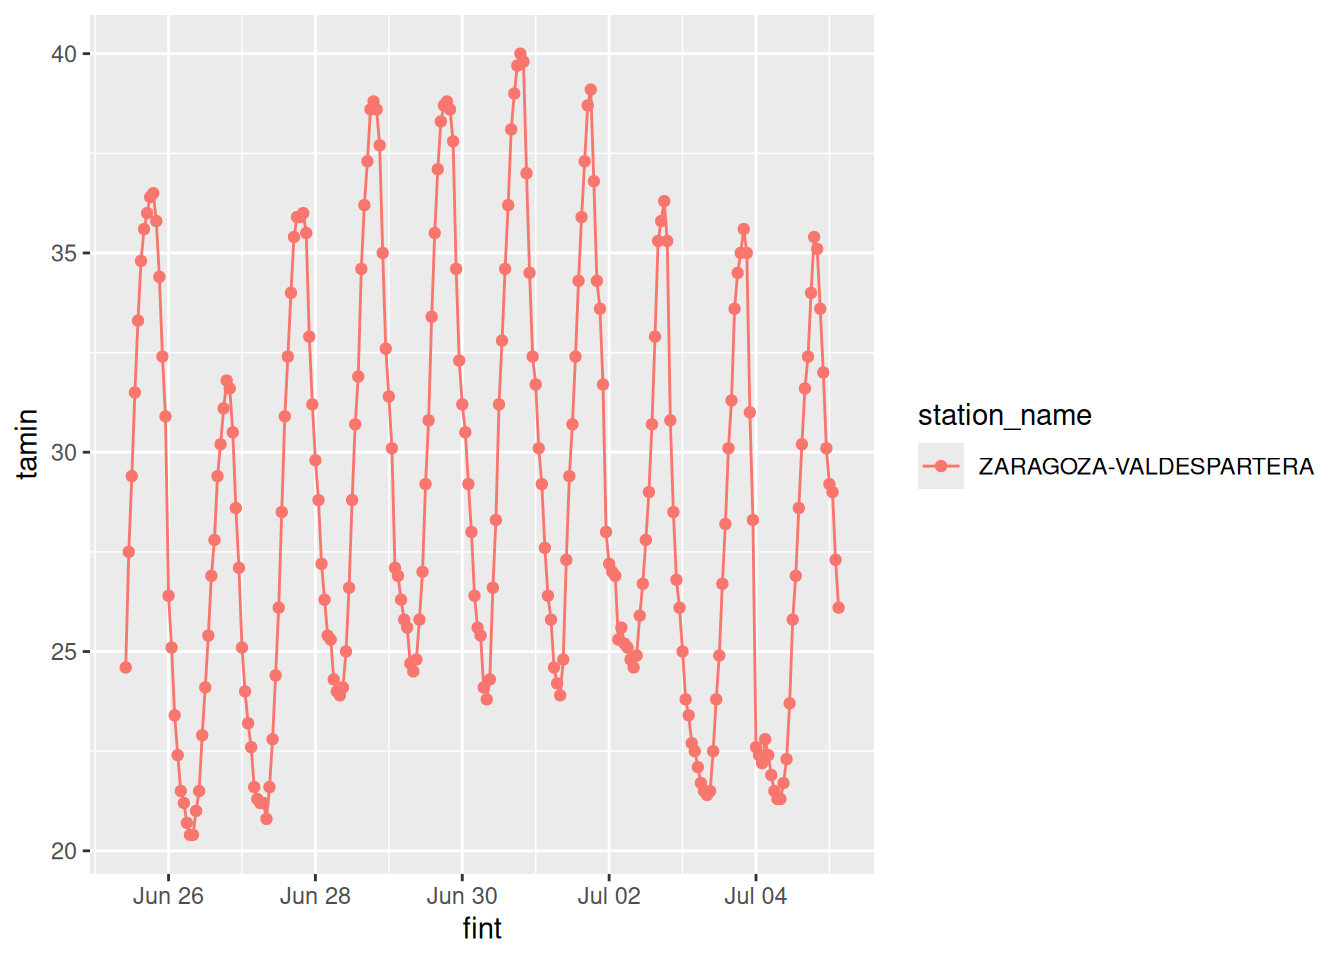 40
35
30
25
20
tamin
Jun 26
Jun 28
Jun 30
Jul 02
Jul 04
fint
station_name
ZARAGOZA-VALDESPARTERA